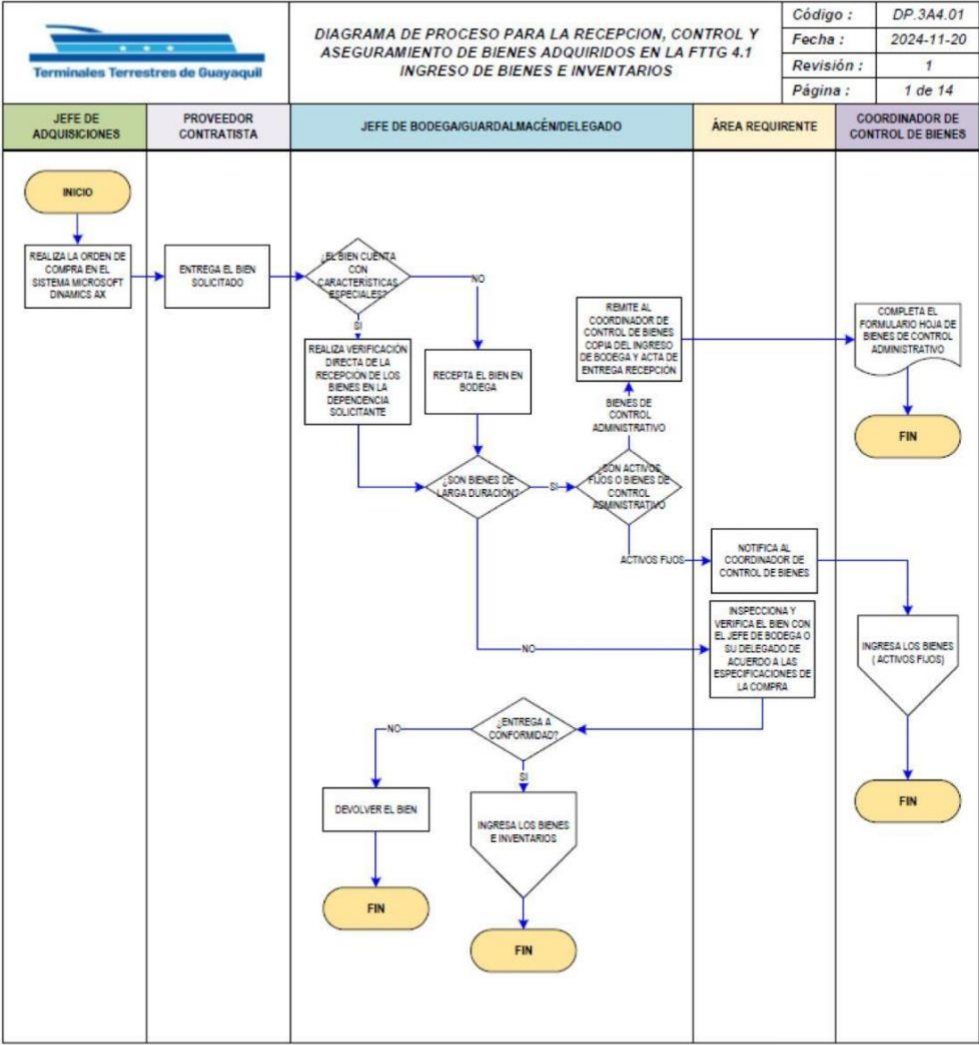 Terminales Terrestres de Guayaquil
DIAGRAMA DE PROCESO PARA LA RECEPCION, CONTROL Y
ASEGURAMIENTO DE BIENES ADQUIRIDOS EN LA FTTG 4.1
INGRESO DE BIENES E INVENTARIOS
Código : DP.3A4.01
Fecha : 2024-11-20
Revisión : 1
Página : 1 de 14
JEFE DE
ADQUISICIONES
PROVEEDOR
CONTRATISTA
JEFE DE BODEGA/GUARDALMACÉN/DELEGADO
ÁREA REQUIRENTE
COORDINADOR DE
CONTROL DE BIENES
INICIO
REALIZA LA ORDEN DE
COMPRA EN EL
SISTEMA MICROSOFT
DINAMICS AX
ENTREGA EL BIEN
SOLICITADO
¿EL BIEN CUENTA
CON
CARACTERÍSTICAS
ESPECIALES?
NO
SI
REALIZA VERIFICACIÓN
DIRECTA DE LA
RECEPCIÓN DE LOS
BIENES EN LA
DEPENDENCIA
SOLICITANTE
RECEPTA EL BIEN EN
BODEGA
REMITE AL
COORDINADOR DE
CONTROL DE BIENES
COPIA DEL INGRESO
DE BODEGA Y ACTA DE
ENTREGA RECEPCIÓN
COMPLETA EL
FORMULARIO HOJA DE
BIENES DE CONTROL
ADMINISTRATIVO
FIN
BIENES DE
CONTROL
ADMINISTRATIVO
¿SON BIENES DE
LARGA DURACION?
SI
¿SON ACTIVOS
FIJOS O BIENES DE
CONTROL
ADMINISTRATIVO
ACTIVOS FIJOS
NOTIFICA AL
COORDINADOR DE
CONTROL DE BIENES
NO
INSPECCIONA Y
VERIFICA EL BIEN CON
EL JEFE DE BODEGA O
SU DELEGADO DE
ACUERDO A LAS
ESPECIFICACIONES DE
LA COMPRA
INGRESA LOS BIENES
( ACTIVOS FIJOS)
FIN
¿ENTREGA A
CONFORMIDAD?
NO
SI
DEVOLVER EL BIEN
INGRESA LOS BIENES
E INVENTARIOS
FIN
FIN